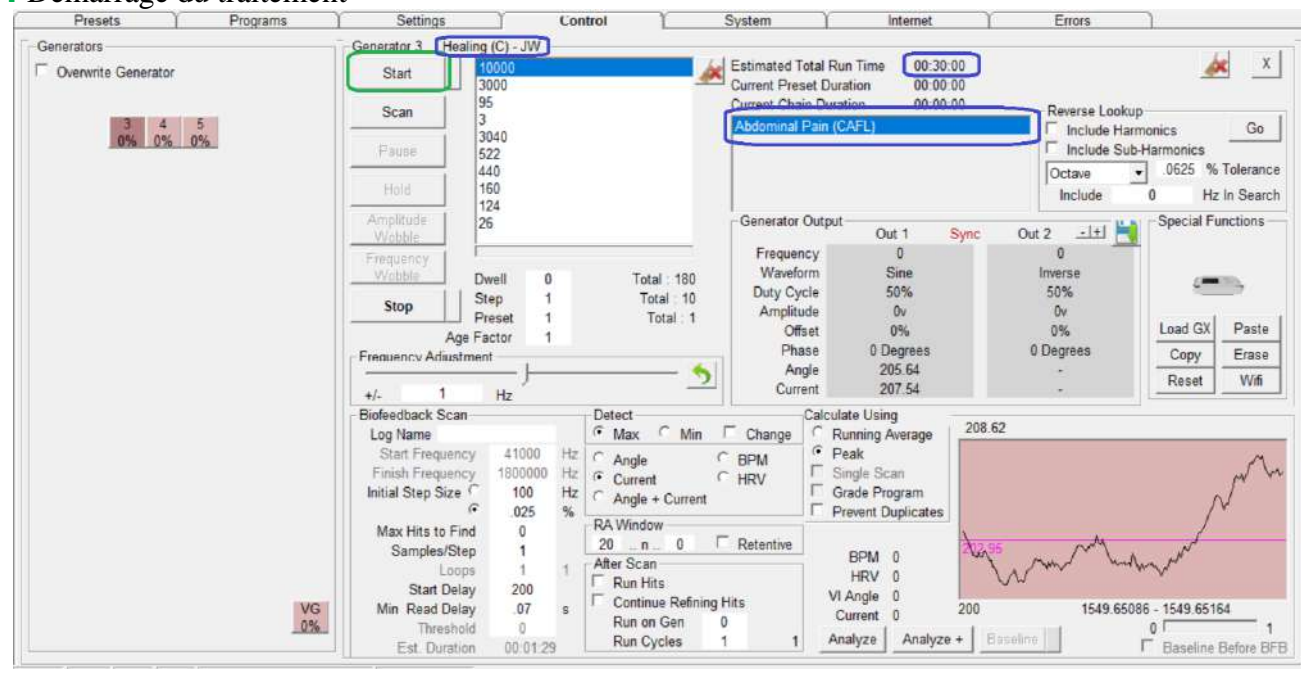 Démarrage du traitement
Presets Programs Settings Control System Internet Errors
Generators
Overwrite Generator
3 4 5
0% 0% 0%
VG
0%
Generator 3 Healing (C) - JW
Start
Scan
Pause
Hold
Amplitude
Wobble
Frequency
Wobble
Stop
10000
3000
95
3
3040
522
440
160
124
26
Dwell 0 Total : 180
Step 1 Total : 10
Preset 1 Total : 1
Age Factor 1
Frequency Adjustment
+/- 1 Hz
Estimated Total Run Time 00:30:00
Current Preset Duration 00:00:00
Current Chain Duration 00:00:00
Abdominal Pain (CAFL)
X
Reverse Lookup
Include Harmonics Go
Include Sub-Harmonics
Octave .0625 % Tolerance
Include 0 Hz In Search
Generator Output
Out 1 Sync Out 2 - | +
Frequency 0 0
Waveform Sine Inverse
Duty Cycle 50% 50%
Amplitude 0v 0v
Offset 0% 0%
Phase 0 Degrees 0 Degrees
Angle 205.64 -
Current 207.54 -
Special Functions
Load GX Paste
Copy Erase
Reset Wifi
Biofeedback Scan
Log Name
Start Frequency 41000 Hz
Finish Frequency 1800000 Hz
Initial Step Size 100 Hz
.025 %
Max Hits to Find 0
Samples/Step 1
Loops 1 1
Start Delay 200
Min Read Delay .07 s
Threshold 0
Est. Duration 00:01:29
Detect
Max Min Change
Angle BPM
Current HRV
Angle + Current
RA Window
20 .. n .. 0 Retentive
After Scan
Run Hits
Continue Refining Hits
Run on Gen 0
Run Cycles 1 1
Calculate Using
Running Average
Peak
Single Scan
Grade Program
Prevent Duplicates
BPM 0
HRV 0
VI Angle 0
Current 0
Analyze Analyze + Baseline
208.62
202.95
200 1549.65086 - 1549.65164
0 1
Baseline Before BFB